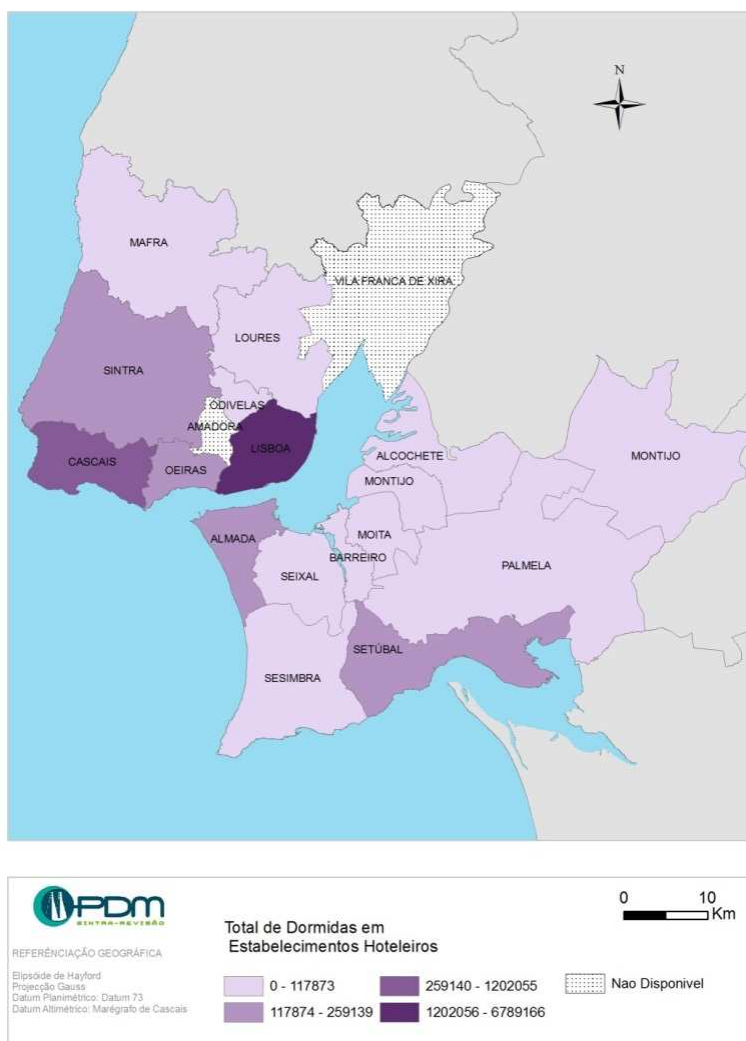 N
MAFRA
VILA FRANCA DE XIRA
LOURES
SINTRA
ODIVELAS
AMADORA
LISBOA
CASCAIS
OEIRAS
ALCOCHETE
MONTIJO
MONTIJO
ALMADA
MOITA
BARREIRO
SEIXAL
PALMELA
SETÚBAL
SESIMBRA
PDM
SINTRA-REVISÃO
REFERÊNCIAÇÃO GEOGRÁFICA
Elipsóide de Hayford
Projecção Gauss
Datum Planimétrico: Datum 73
Datum Altimétrico: Marégrafo de Cascais
Total de Dormidas em
Estabelecimentos Hoteleiros
0 - 117873
117874 - 259139
259140 - 1202055
1202056 - 6789166
Nao Disponivel
0 10
Km